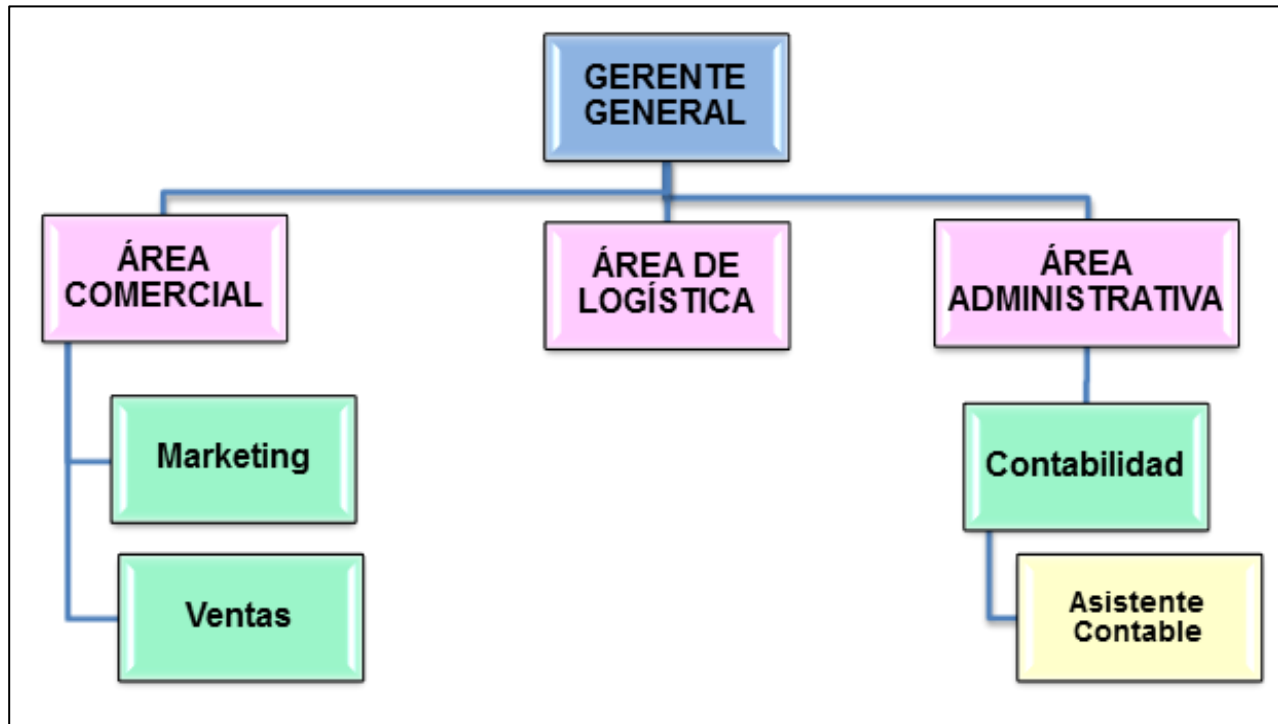 GERENTE
GENERAL
ÁREA
COMERCIAL
ÁREA DE
LOGÍSTICA
ÁREA
ADMINISTRATIVA
Marketing
Contabilidad
Ventas
Asistente
Contable